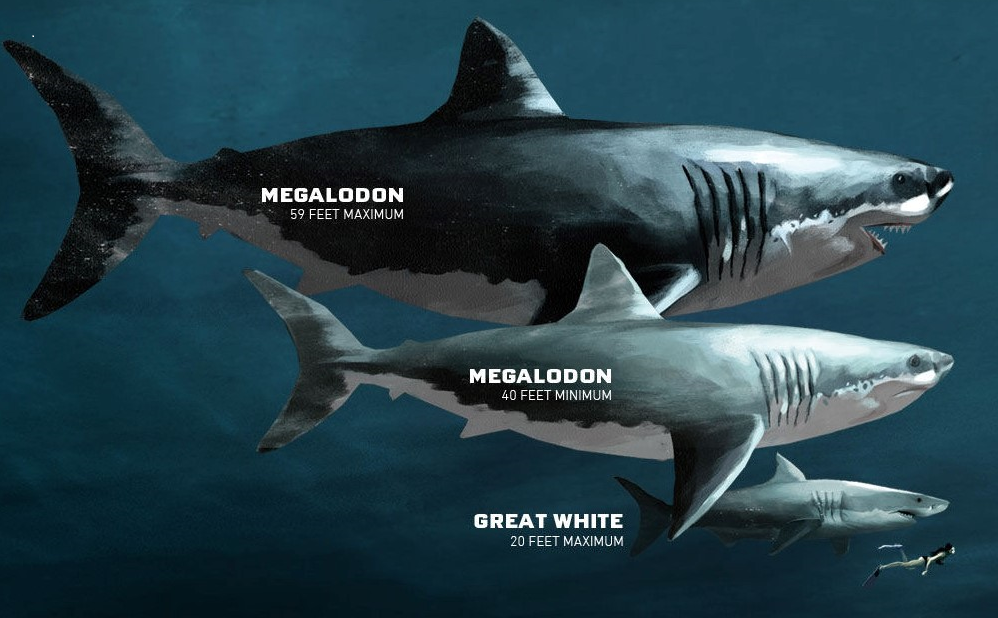 MEGALODON
59 FEET MAXIMUM
MEGALODON
40 FEET MINIMUM
GREAT WHITE
20 FEET MAXIMUM